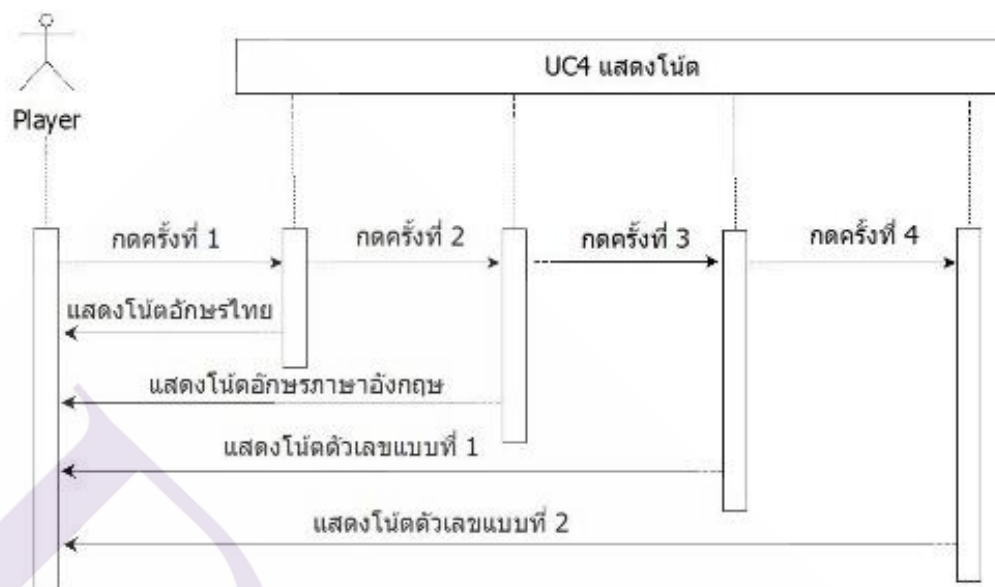 UC4 แสดงโน้ต
Player
กดครั้งที่ 1
กดครั้งที่ 2
กดครั้งที่ 3
กดครั้งที่ 4
แสดงโน้ตอักษรไทย
แสดงโน้ตอักษรภาษาอังกฤษ
แสดงโน้ตตัวเลขแบบที่ 1
แสดงโน้ตตัวเลขแบบที่ 2